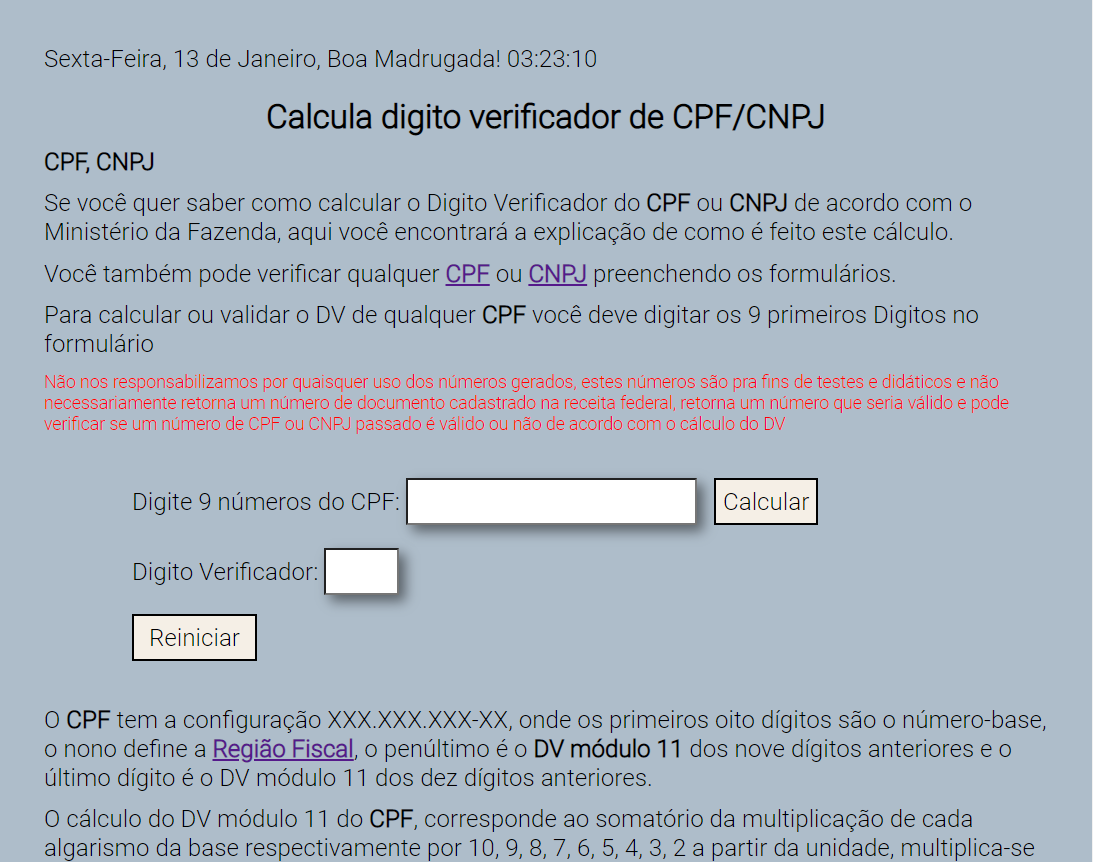 Sexta-Feira, 13 de Janeiro, Boa Madrugada! 03:23:10
Calcula digito verificador de CPF/CNPJ
CPF, CNPJ
Se você quer saber como calcular o Digito Verificador do CPF ou CNPJ de acordo com o
Ministério da Fazenda, aqui você encontrará a explicação de como é feito este cálculo.
Você também pode verificar qualquer CPF ou CNPJ preenchendo os formulários.
Para calcular ou validar o DV de qualquer CPF você deve digitar os 9 primeiros Digitos no
formulário
Não nos responsabilizamos por quaisquer uso dos números gerados, estes números são pra fins de testes e didáticos e não
necessariamente retorna um número de documento cadastrado na receita federal, retorna um número que seria válido e pode
verificar se um número de CPF ou CNPJ passado é válido ou não de acordo com o cálculo do DV
Digite 9 números do CPF: Calcular
Digito Verificador:
Reiniciar
O CPF tem a configuração XXX.XXX.XXX-XX, onde os primeiros oito dígitos são o número-base,
o nono define a Região Fiscal, o penúltimo é o DV módulo 11 dos nove dígitos anteriores e o
último dígito é o DV módulo 11 dos dez dígitos anteriores.
O cálculo do DV módulo 11 do CPF, corresponde ao somatório da multiplicação de cada
algarismo da base respectivamente por 10, 9, 8, 7, 6, 5, 4, 3, 2 a partir da unidade, multiplica-se